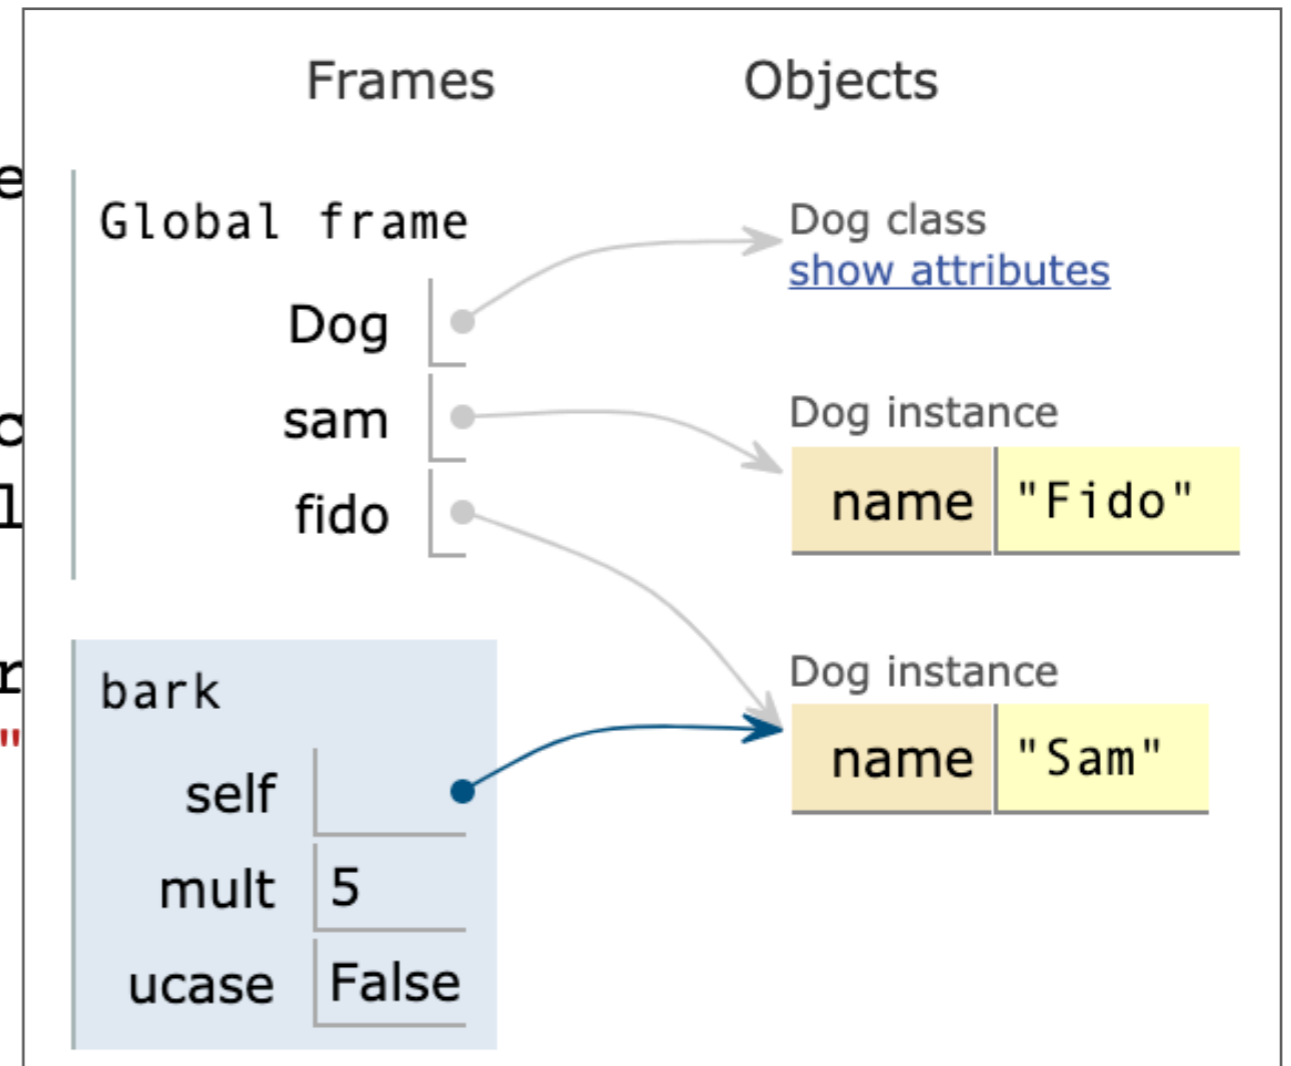 Frames Objects
Global frame
Dog class
show attributes
Dog
sam
Dog instance
name "Fido"
fido
bark
Dog instance
name "Sam"
self
mult 5
ucase False
e
c
l
r
"